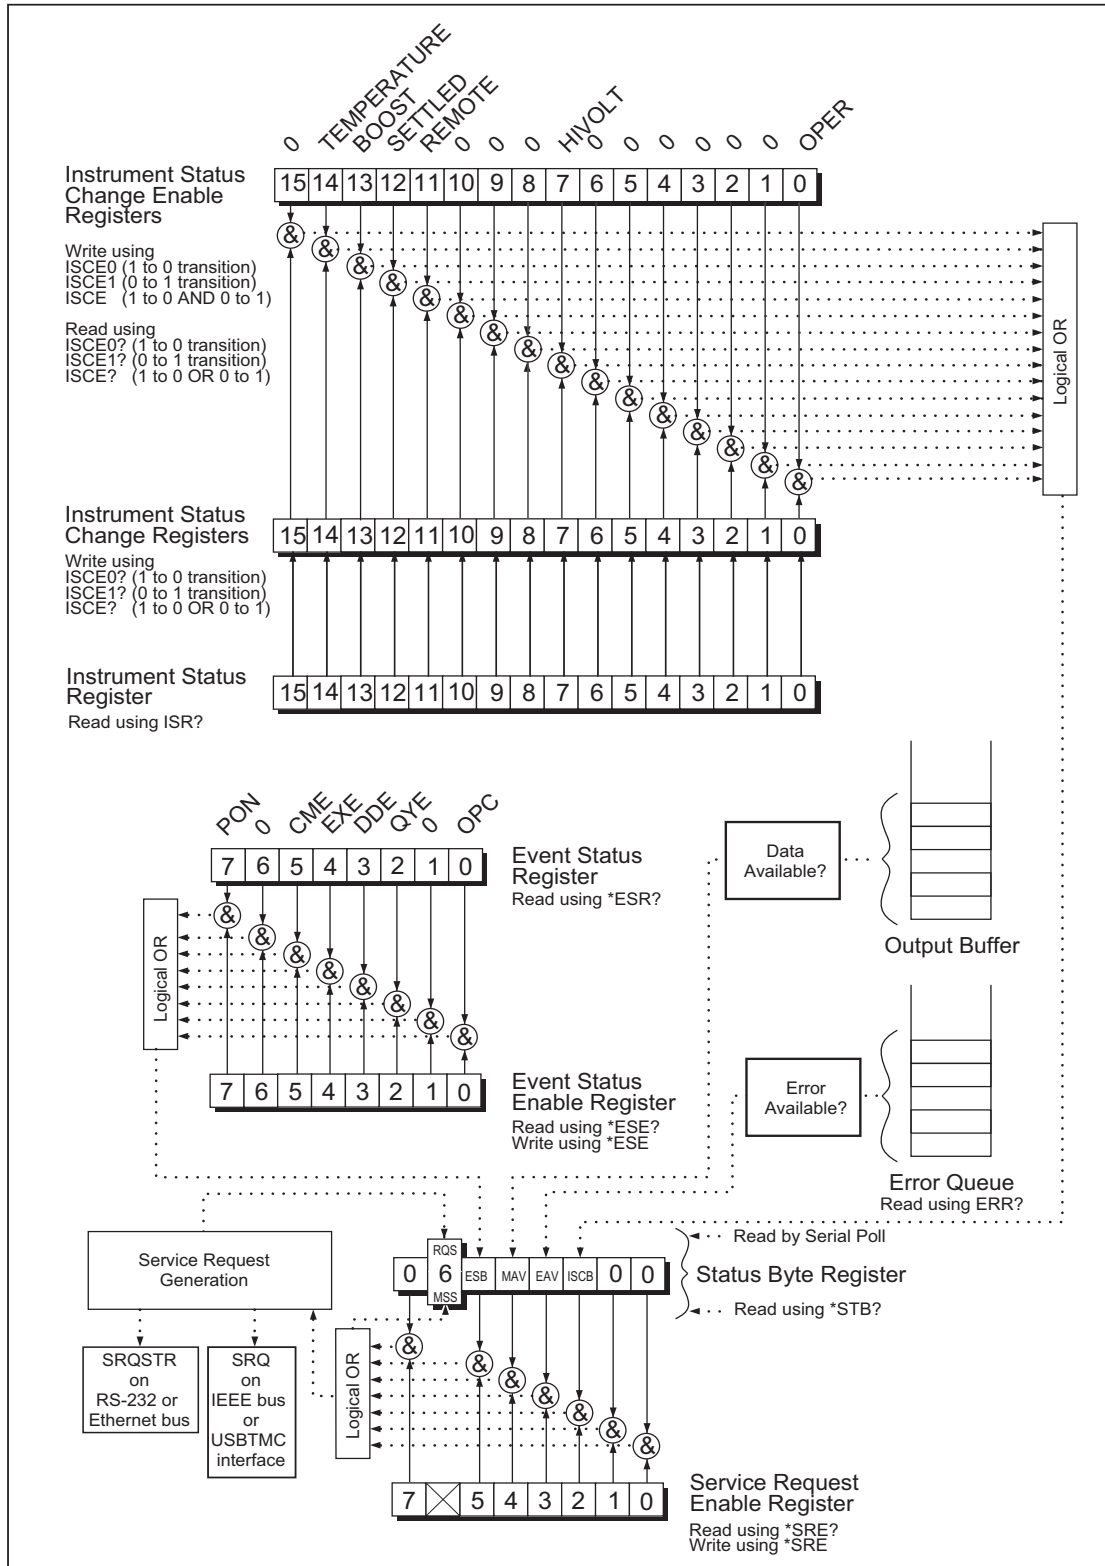 0 TEMPERATURE BOOST SETTLED REMOTE 0 0 0 HIVOLT 0 0 0 0 0 0 OPER
Instrument Status
Change Enable
Registers
15 14 13 12 11 10 9 8 7 6 5 4 3 2 1 0
Write using
ISCE0 (1 to 0 transition)
ISCE1 (0 to 1 transition)
ISCE (1 to 0 AND 0 to 1)
Read using
ISCE0? (1 to 0 transition)
ISCE1? (0 to 1 transition)
ISCE? (1 to 0 OR 0 to 1)
& & & & & & & & & & & & & & & &
Logical OR
Instrument Status
Change Registers
15 14 13 12 11 10 9 8 7 6 5 4 3 2 1 0
Write using
ISCE0? (1 to 0 transition)
ISCE1? (0 to 1 transition)
ISCE? (1 to 0 OR 0 to 1)
Instrument Status
Register
15 14 13 12 11 10 9 8 7 6 5 4 3 2 1 0
Read using ISR?
PON 0 CME EXE DDE QYE 0 OPC
7 6 5 4 3 2 1 0
Event Status
Register
Read using *ESR?
& & & & & & & &
Logical OR
7 6 5 4 3 2 1 0
Event Status
Enable Register
Read using *ESE?
Write using *ESE
Data
Available?
Output Buffer
Error
Available?
Error Queue
Read using ERR?
Service Request
Generation
RQS
0 6 ESB MAV EAV ISCB 0 0
MSS
Read by Serial Poll
Status Byte Register
Read using *STB?
SRQSTR
on
RS-232 or
Ethernet bus
SRQ
on
IEEE bus
or
USBTMC
interface
Logical OR
& & & & & & &
7 5 4 3 2 1 0
Service Request
Enable Register
Read using *SRE?
Write using *SRE